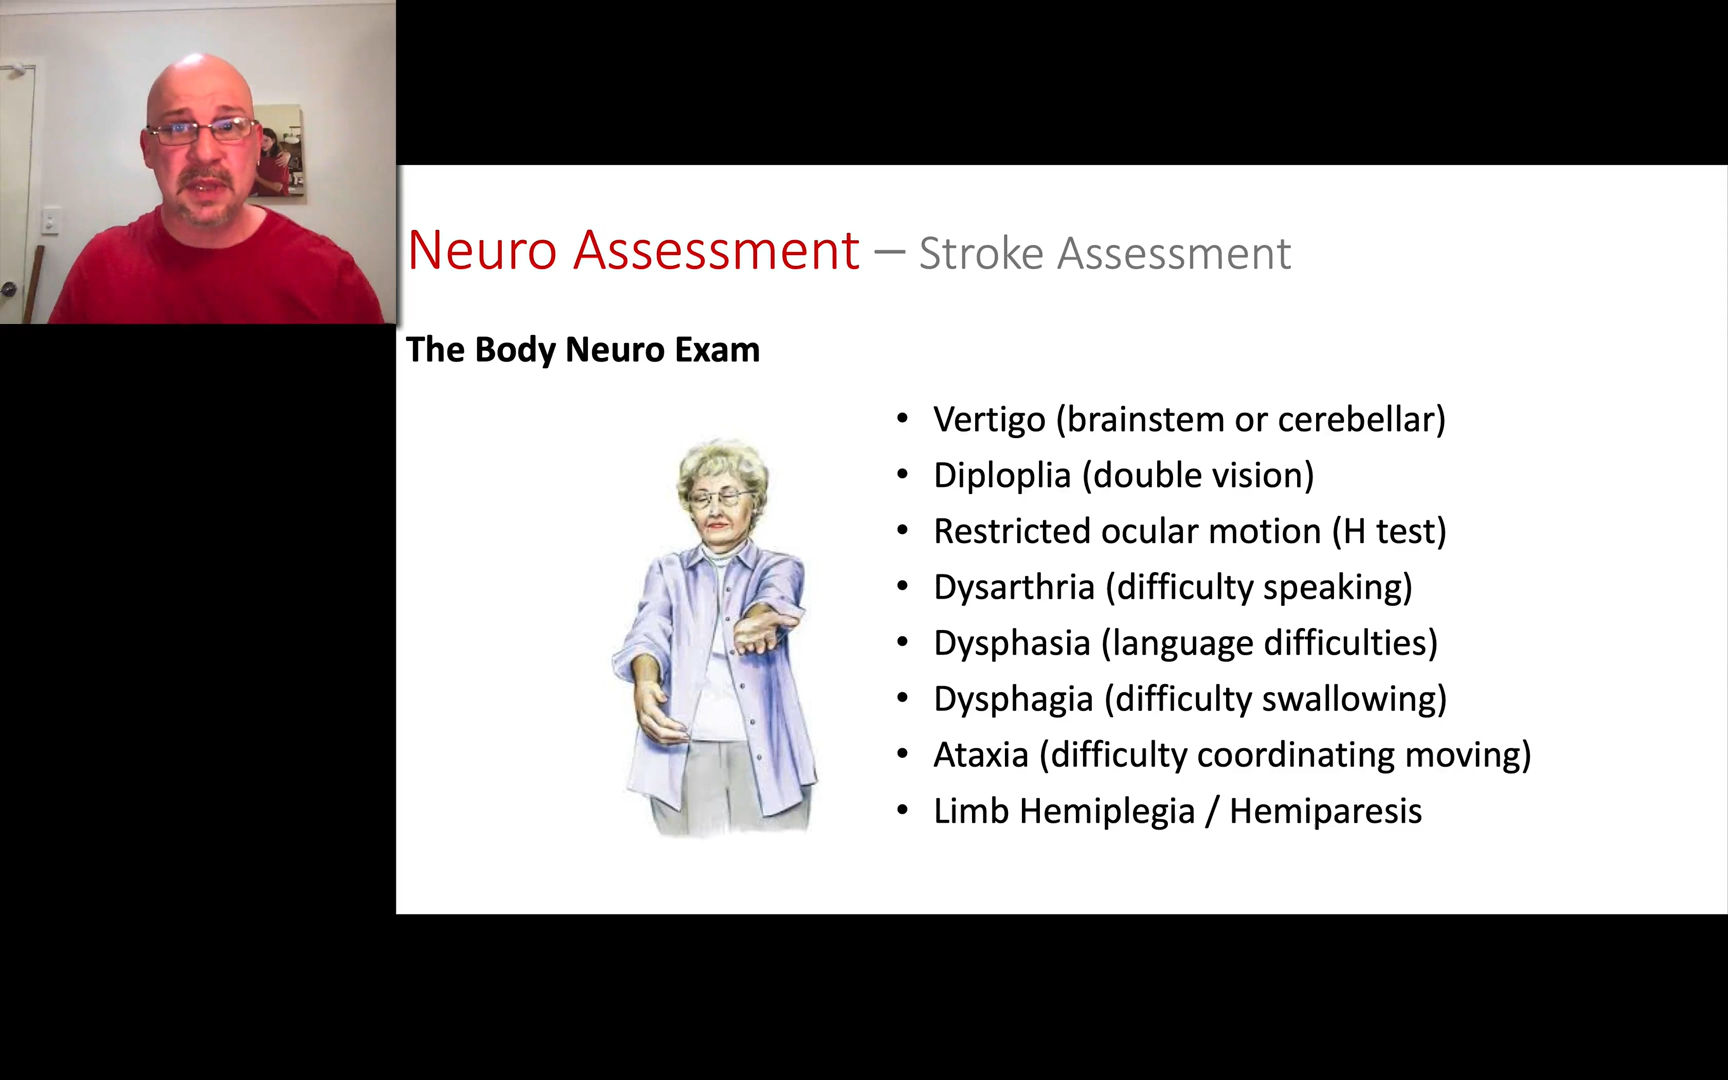 Neuro Assessment – Stroke Assessment
The Body Neuro Exam
• Vertigo (brainstem or cerebellar)
• Diploplia (double vision)
• Restricted ocular motion (H test)
• Dysarthria (difficulty speaking)
• Dysphasia (language difficulties)
• Dysphagia (difficulty swallowing)
• Ataxia (difficulty coordinating moving)
• Limb Hemiplegia / Hemiparesis